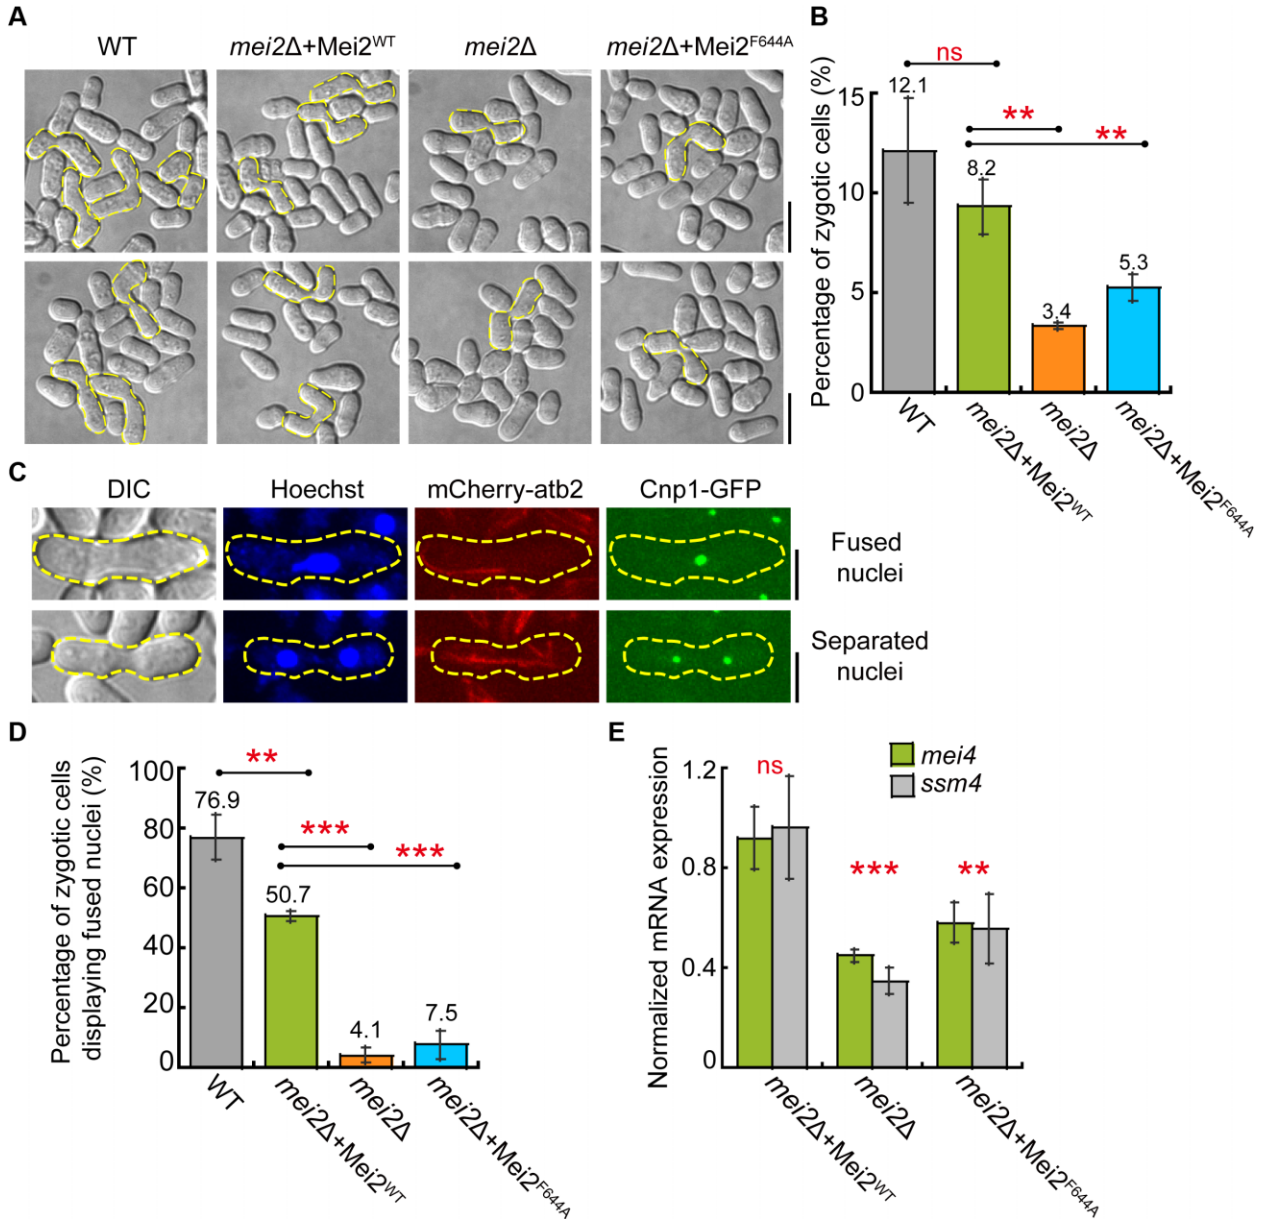 A
WT
mei2Δ+Mei2WT
mei2Δ
mei2Δ+Mei2F644A
B
Percentage of zygotic cells (%)
15
10
5
0
ns
**
**
12.1
8.2
3.4
5.3
WT
mei2Δ+Mei2WT
mei2Δ
mei2Δ+Mei2F644A
C
DIC
Hoechst
mCherry-atb2
Cnp1-GFP
Fused
nuclei
Separated
nuclei
D
Percentage of zygotic cells
displaying fused nuclei (%)
100
80
60
40
20
0
**
***
***
76.9
50.7
4.1
7.5
WT
mei2Δ+Mei2WT
mei2Δ
mei2Δ+Mei2F644A
E
Normalized mRNA expression
1.2
0.8
0.4
0
mei4
ssm4
ns
***
**
mei2Δ+Mei2WT
mei2Δ
mei2Δ+Mei2F644A